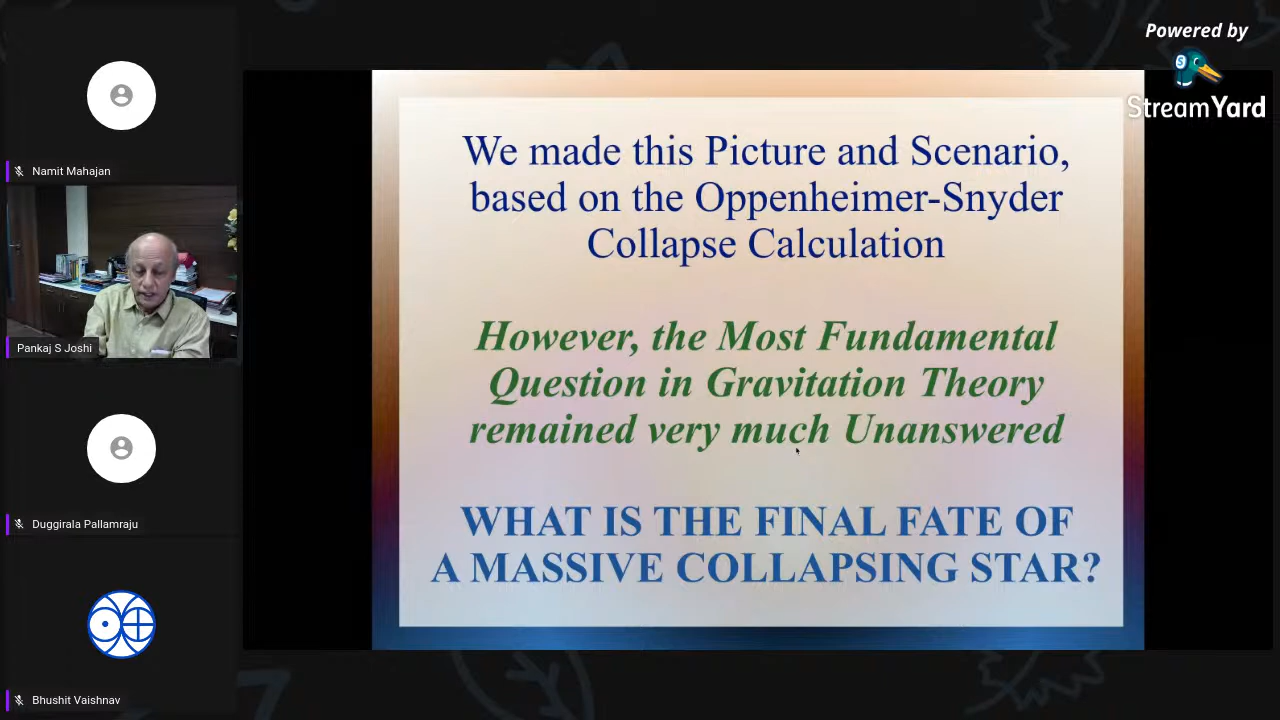 Powered by
StreamYard
Namit Mahajan
Pankaj S Joshi
Duggirala Pallamraju
Bhushit Vaishnav
We made this Picture and Scenario,
based on the Oppenheimer-Snyder
Collapse Calculation
However, the Most Fundamental
Question in Gravitation Theory
remained very much Unanswered
WHAT IS THE FINAL FATE OF
A MASSIVE COLLAPSING STAR?